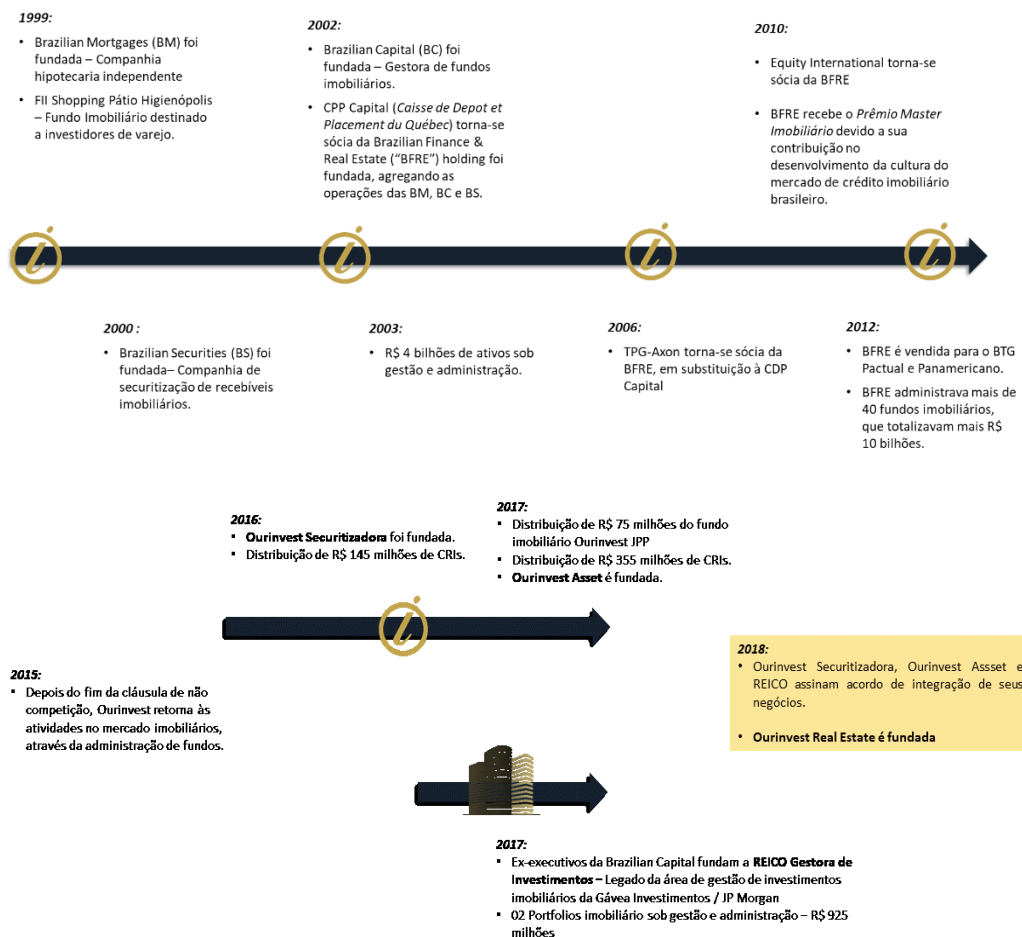 1999:
• Brazilian Mortgages (BM) foi
fundada – Companhia
hipotecaria independente
• FII Shopping Pátio Higienópolis
– Fundo Imobiliário destinado
a investidores de varejo.
2002:
• Brazilian Capital (BC) foi
fundada – Gestora de fundos
imobiliários.
• CPP Capital (Caisse de Depot et
Placement du Québec) torna-se
sócia da Brazilian Finance &
Real Estate (“BFRE”) holding foi
fundada, agregando as
operações das BM, BC e BS.
2010:
• Equity International torna-se
sócia da BFRE
• BFRE recebe o Prêmio Master
Imobiliário devido a sua
contribuição no
desenvolvimento da cultura do
mercado de crédito imobiliário
brasileiro.
i
i
i
i
2000 :
• Brazilian Securities (BS) foi
fundada– Companhia de
securitização de recebíveis
imobiliários.
2003:
• R$ 4 bilhões de ativos sob
gestão e administração.
2006:
• TPG-Axon torna-se sócia da
BFRE, em substituição à CDP
Capital
2012:
• BFRE é vendida para o BTG
Pactual e Panamericano.
• BFRE administrava mais de
40 fundos imobiliários,
que totalizavam mais R$
10 bilhões.
2016:
▪ Ourinvest Securitizadora foi fundada.
▪ Distribuição de R$ 145 milhões de CRIs.
2017:
▪ Distribuição de R$ 75 milhões do fundo
imobiliário Ourinvest JPP
▪ Distribuição de R$ 355 milhões de CRIs.
▪ Ourinvest Asset é fundada.
i
2015:
▪ Depois do fim da cláusula de não
competição, Ourinvest retorna às
atividades no mercado imobiliários,
através da administração de fundos.
2018:
• Ourinvest Securitizadora, Ourinvest Assset e
REICO assinam acordo de integração de seus
negócios.
• Ourinvest Real Estate é fundada
2017:
▪ Ex-executivos da Brazilian Capital fundam a REICO Gestora de
Investimentos – Legado da área de gestão de investimentos
imobiliários da Gávea Investimentos / JP Morgan
▪ 02 Portfolios imobiliário sob gestão e administração – R$ 925
milhões